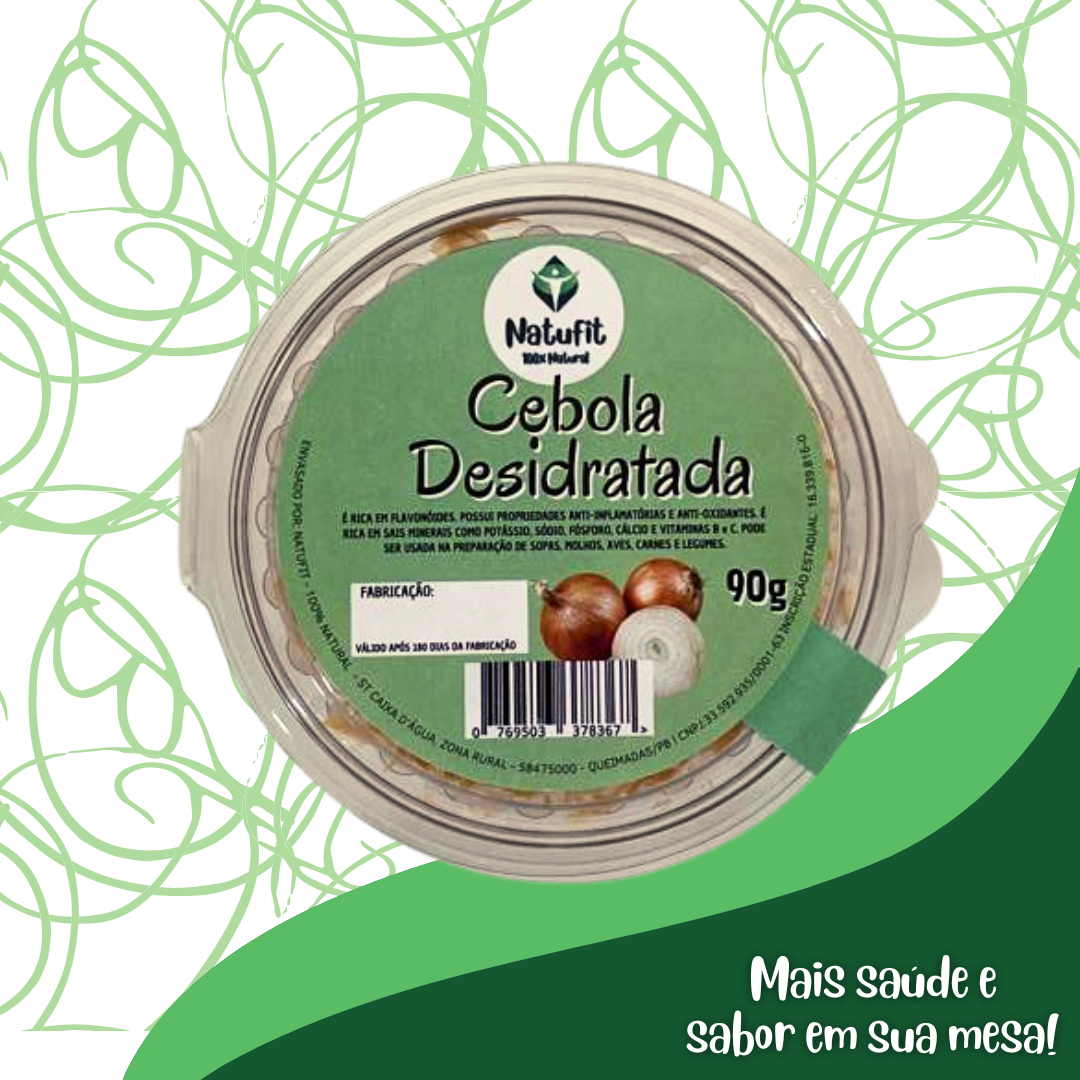 Natufit
100% Natural
Cebola
Desidratada
É RICA EM FLAVONÓIDES. POSSUI PROPRIEDADES ANTI-INFLAMATÓRIAS E ANTI-OXIDANTES. É
RICA EM SAIS MINERAIS COMO POTÁSSIO, SÓDIO, FÓSFORO, CÁLCIO E VITAMINAS B e C. PODE
SER USADA NA PREPARAÇÃO DE SOPAS, MOLHOS, AVES, CARNES E LEGUMES.
FABRICAÇÃO:
VÁLIDO APÓS 180 DIAS DA FABRICAÇÃO
90g
0 769503 378367 >
ENVASADO POR: NATUFIT - 100% NATURAL - ST CAIXA D'ÁGUA, ZONA RURAL - 58475000 - QUEIMADAS/PB | CNPJ:33.592.935/0001-63 INSCRIÇÃO ESTADUAL: 16.339.816-0
Mais saúde e
sabor em sua mesa!